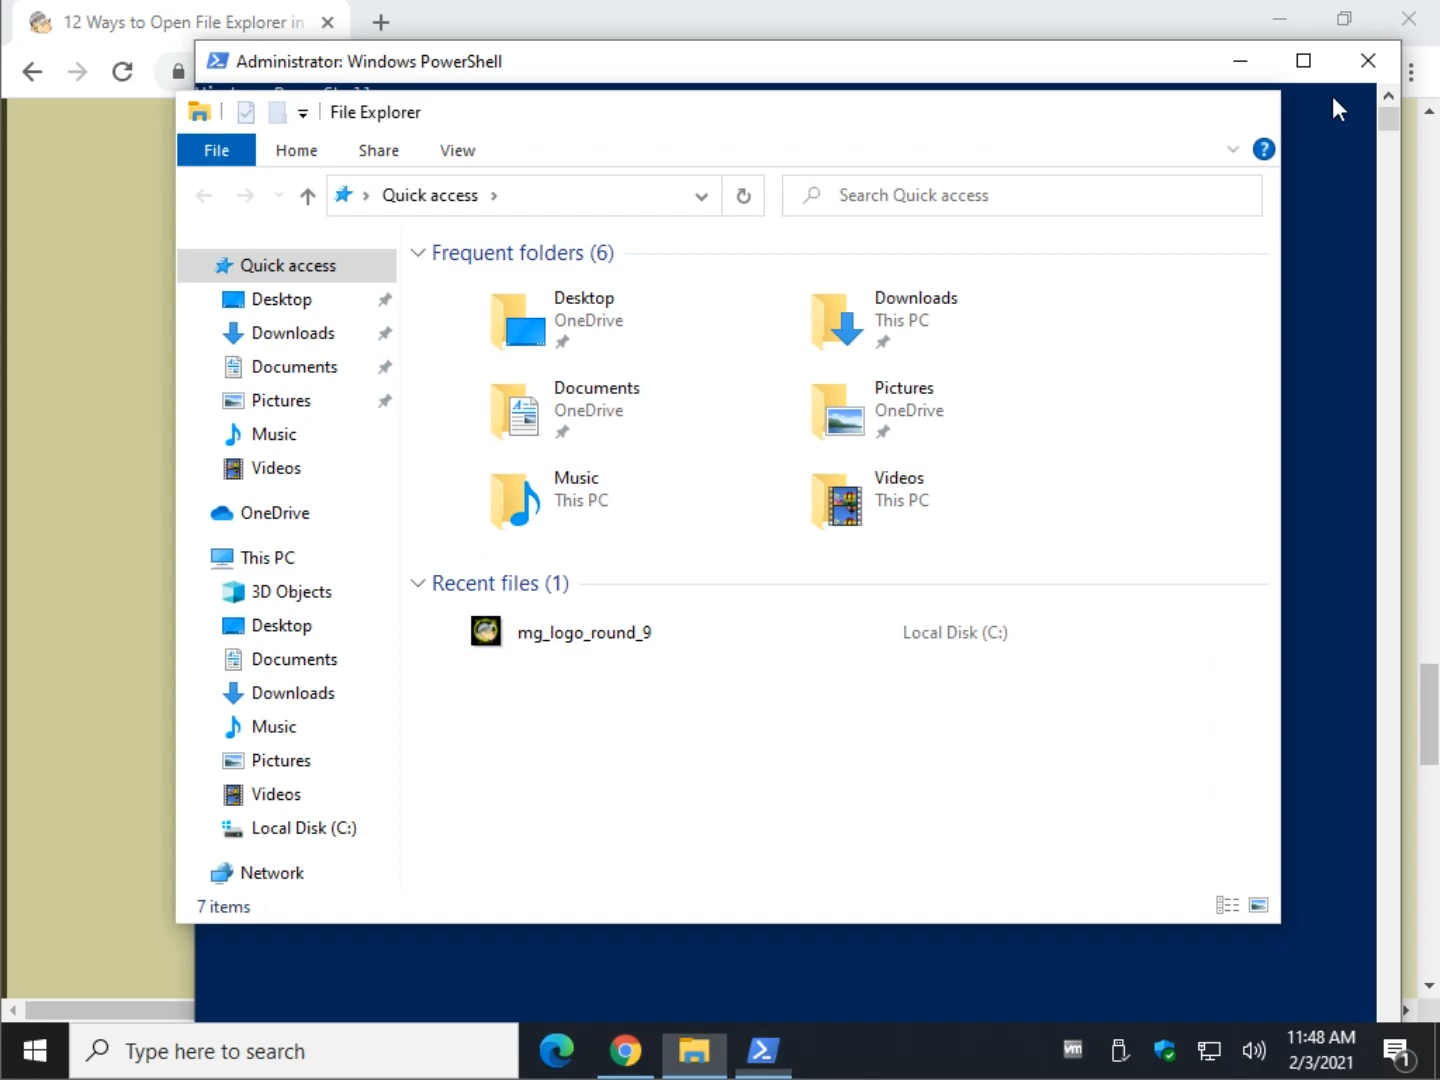 12 Ways to Open File Explorer in
Administrator: Windows PowerShell
File Explorer
File
Home
Share
View
?
Quick access
Search Quick access
Quick access
Desktop
Downloads
Documents
Pictures
Music
Videos
OneDrive
This PC
3D Objects
Desktop
Documents
Downloads
Music
Pictures
Videos
Local Disk (C:)
Network
Frequent folders (6)
Desktop
OneDrive
Downloads
This PC
Documents
OneDrive
Pictures
OneDrive
Music
This PC
Videos
This PC
Recent files (1)
mg_logo_round_9
Local Disk (C:)
7 items
Type here to search
vm
11:48 AM
2/3/2021
1